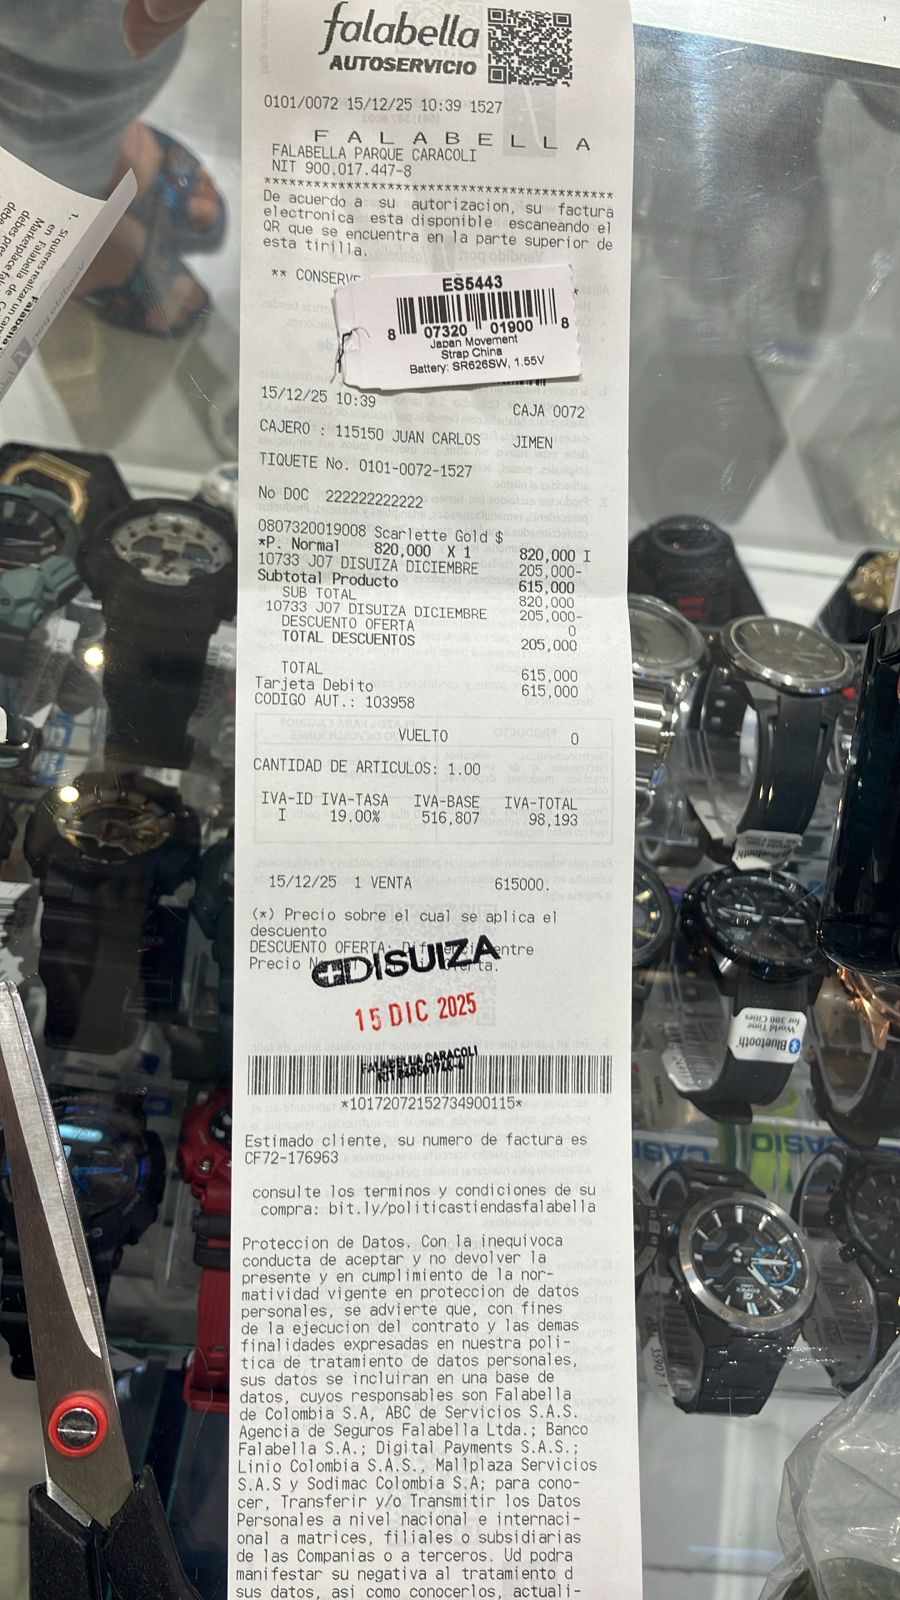 falabella
AUTOSERVICIO
0101/0072 15/12/25 10:39 1527
F A L A B E L L A
FALABELLA PARQUE CARACOLI
NIT 900.017.447-8
****************************************
De acuerdo a su autorizacion, su factura
electronica esta disponible escaneando el
QR que se encuentra en la parte superior de
esta tirilla.
** CONSERVE
ES5443
8 07320 01900 8
Japan Movement
Strap China
Battery: SR626SW, 1.55V
15/12/25 10:39 CAJA 0072
CAJERO : 115150 JUAN CARLOS JIMEN
TIQUETE No. 0101-0072-1527
No DOC 222222222222
0807320019008 Scarlette Gold $
*P. Normal 820,000 X 1 820,000 I
10733 J07 DISUIZA DICIEMBRE 205,000-
Subtotal Producto 615,000
SUB TOTAL 820,000
10733 J07 DISUIZA DICIEMBRE 205,000-
DESCUENTO OFERTA 0
TOTAL DESCUENTOS 205,000
TOTAL 615,000
Tarjeta Debito 615,000
CODIGO AUT.: 103958
VUELTO 0
CANTIDAD DE ARTICULOS: 1.00
IVA-ID IVA-TASA IVA-BASE IVA-TOTAL
I 19.00% 516,807 98,193
15/12/25 1 VENTA 615000.
(*) Precio sobre el cual se aplica el
descuento
DESCUENTO OFERTA: entre
Precio
DISUIZA
15 DIC 2025
FALABELLA CARACOLI
*10172072152734900115*
Estimado cliente, su numero de factura es
CF72-176963
consulte los terminos y condiciones de su
compra: bit.ly/politicastiendasfalabella
Proteccion de Datos. Con la inequivoca
conducta de aceptar y no devolver la
presente y en cumplimiento de la nor-
matividad vigente en proteccion de datos
personales, se advierte que, con fines
de la ejecucion del contrato y las demas
finalidades expresadas en nuestra poli-
tica de tratamiento de datos personales,
sus datos se incluiran en una base de
datos, cuyos responsables son Falabella
de Colombia S.A, ABC de Servicios S.A.S.
Agencia de Seguros Falabella Ltda.; Banco
Falabella S.A.; Digital Payments S.A.S.;
Linio Colombia S.A.S., Mallplaza Servicios
S.A.S y Sodimac Colombia S.A; para cono-
cer, Transferir y/o Transmitir los Datos
Personales a nivel nacional e internaci-
onal a matrices, filiales o subsidiarias
de las Companias o a terceros. Ud podra
manifestar su negativa al tratamiento d
sus datos, asi como conocerlos, actuali-
Bluetooth
World Time
for 300 Cities
Bluetooth
CASIO